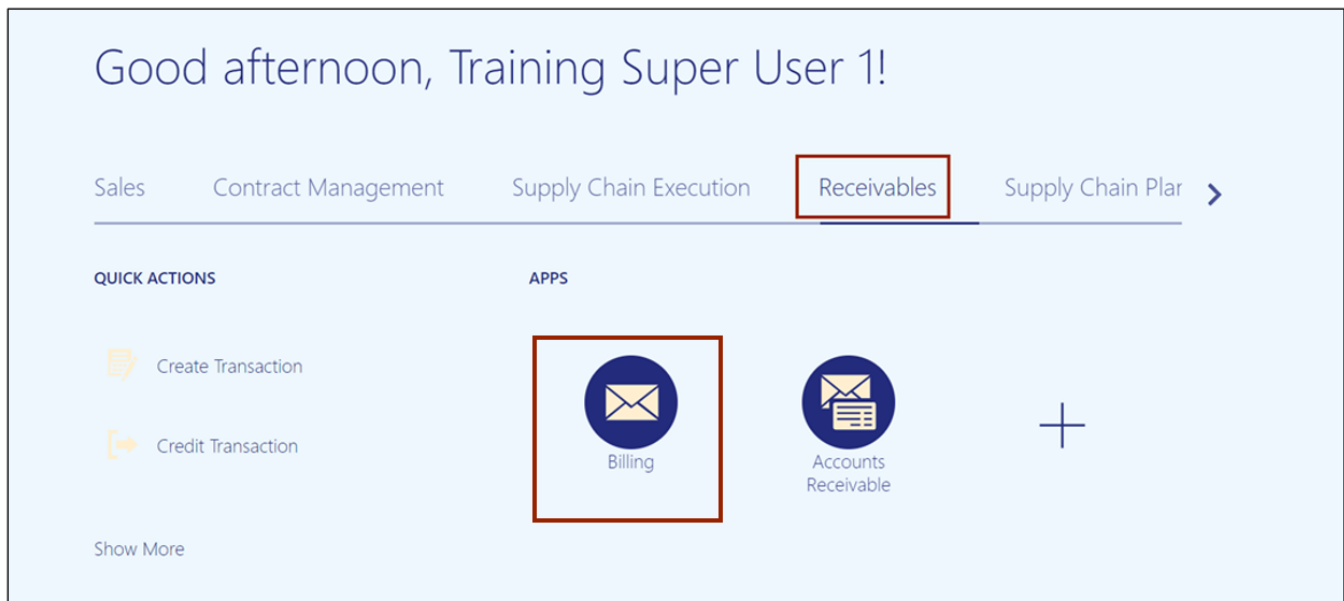 Good afternoon, Training Super User 1!
Sales Contract Management Supply Chain Execution Receivables Supply Chain Plar
QUICK ACTIONS APPS
Create Transaction
Credit Transaction
Billing
Accounts
Receivable
Show More